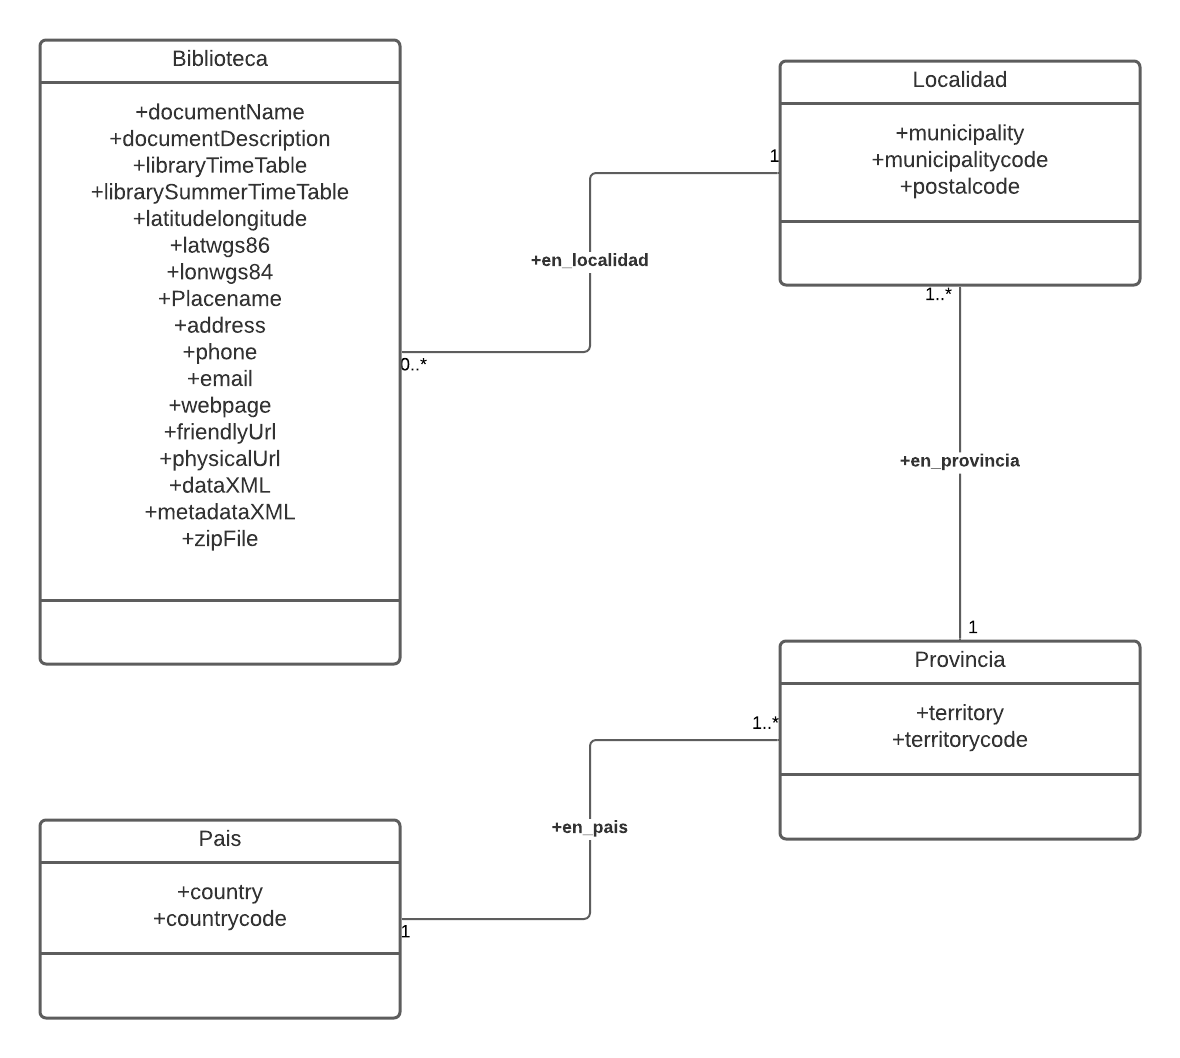 Biblioteca
+documentName
+documentDescription
+libraryTimeTable
+librarySummerTimeTable
+latitudelongitude
+latwgs86
+lonwgs84
+Placename
+address
+phone
+email
+webpage
+friendlyUrl
+physicalUrl
+dataXML
+metadataXML
+zipFile
0..*
+en_localidad
1
Localidad
+municipality
+municipalitycode
+postalcode
1..*
+en_provincia
1
Provincia
+territory
+territorycode
1..*
+en_pais
1
Pais
+country
+countrycode